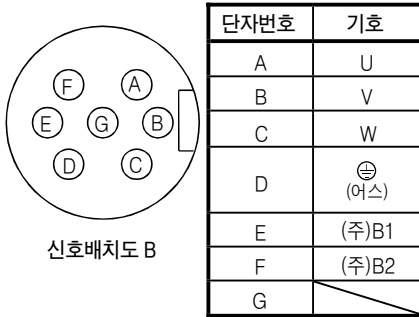 F A
E G B
D C
신호배치도 B
단자번호 기호
A U
B V
C W
D ⏚
(어스)
E (주)B1
F (주)B2
G